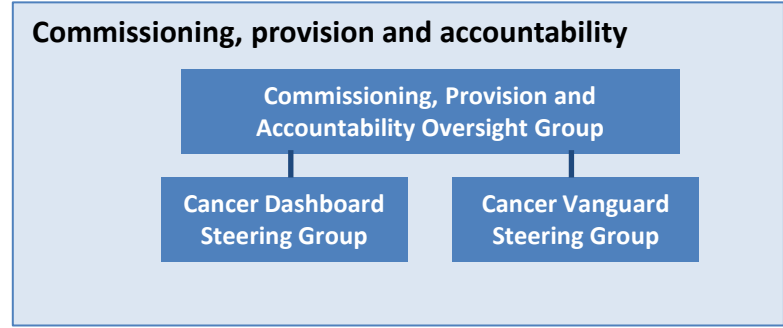 Commissioning, provision and accountability
Commissioning, Provision and
Accountability Oversight Group
Cancer Dashboard
Steering Group
Cancer Vanguard
Steering Group